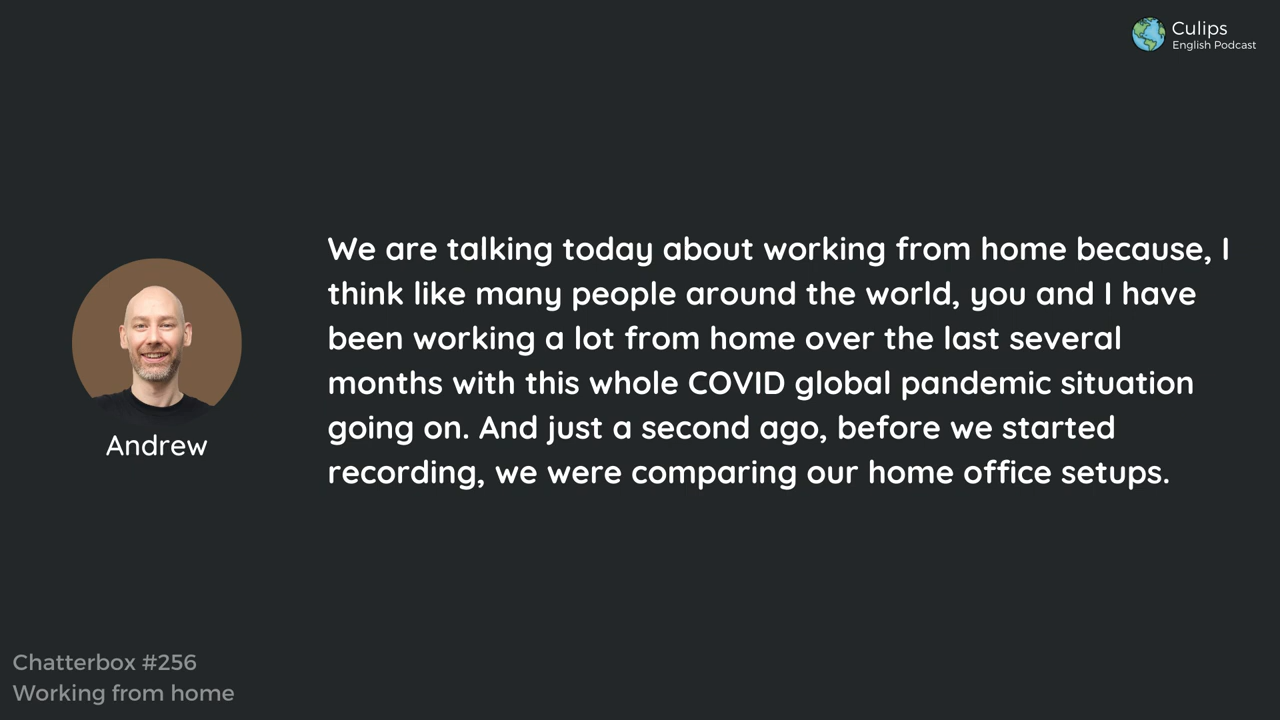 Culips
English Podcast
We are talking today about working from home because, I
think like many people around the world, you and I have
been working a lot from home over the last several
months with this whole COVID global pandemic situation
going on. And just a second ago, before we started
recording, we were comparing our home office setups.
Andrew
Chatterbox #256
Working from home